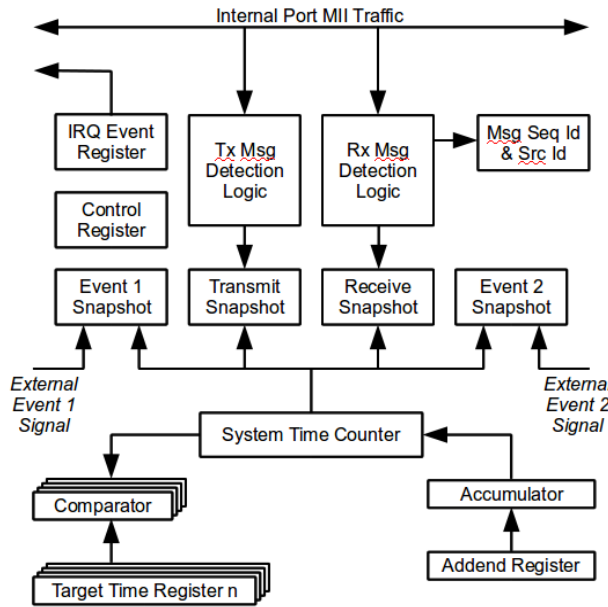 Internal Port MII Traffic
IRQ Event
Register
Tx Msg
Detection
Logic
Rx Msg
Detection
Logic
Msg Seq Id
& Src Id
Control
Register
Event 1
Snapshot
Transmit
Snapshot
Receive
Snapshot
Event 2
Snapshot
External
Event 1
Signal
External
Event 2
Signal
System Time Counter
Comparator
Accumulator
Target Time Register n
Addend Register